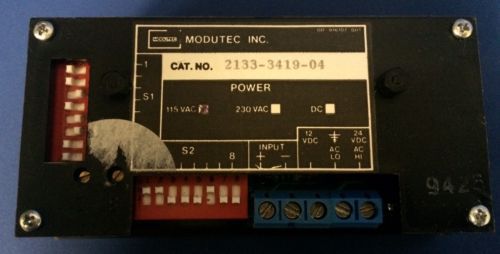 MODUTEC MODUTEC INC.
CAT. NO. 2133-3419-04
POWER
115 VAC 230 VAC DC
1
S1
S2 8
INPUT
+ -
12 VDC
AC LO
24 VDC
AC HI